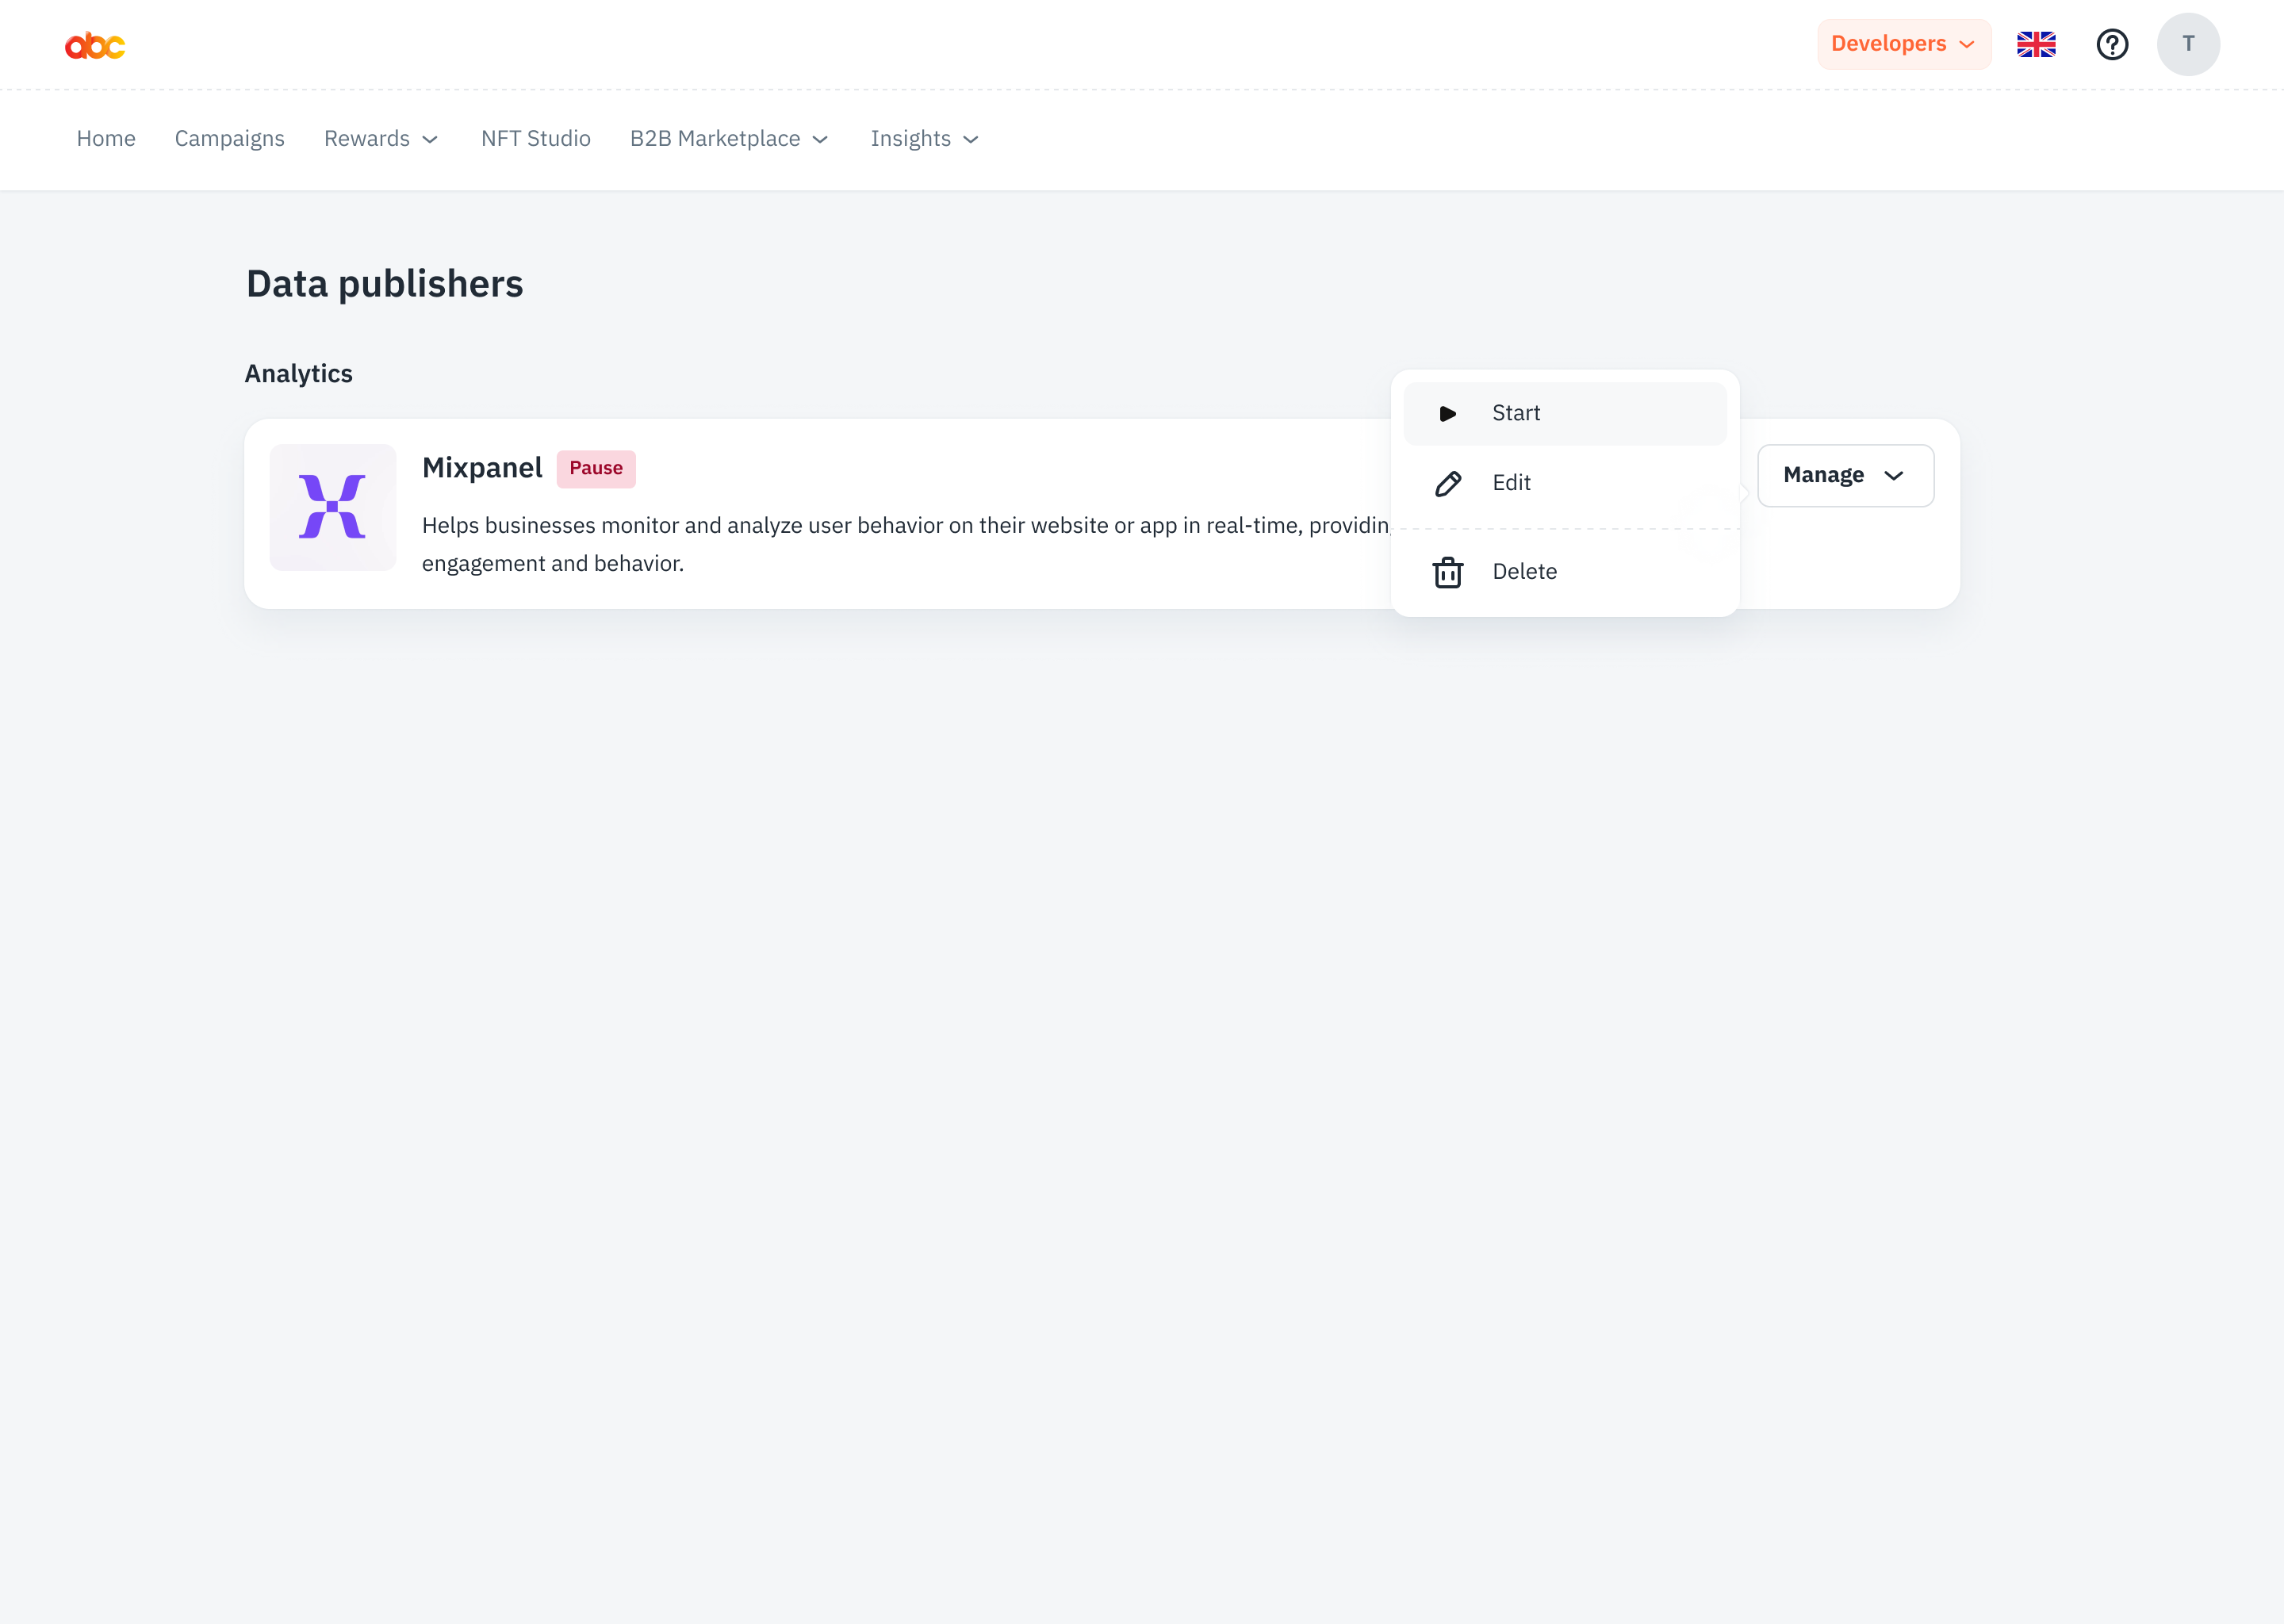 abc
Developers
T
Home Campaigns Rewards NFT Studio B2B Marketplace Insights
Data publishers
Analytics
Mixpanel Pause
Helps businesses monitor and analyze user behavior on their website or app in real-time,
engagement and behavior.
Start
Edit
Delete
Manage